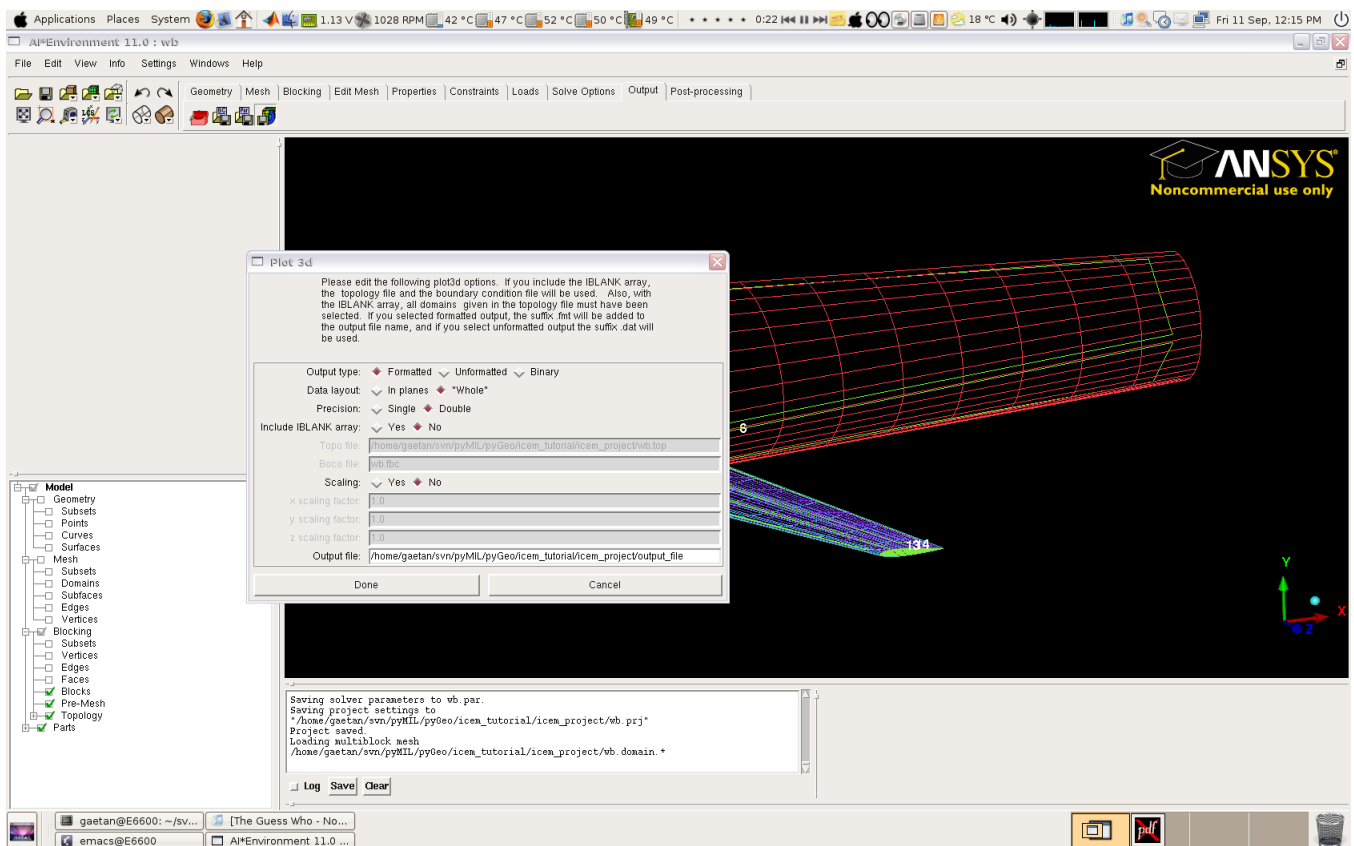 Applications Places System 1.13 V 1028 RPM 42 °C 47 °C 52 °C 50 °C 49 °C 0:22 18 °C Fri 11 Sep, 12:15 PM
AI*Environment 11.0 : wb
File Edit View Info Settings Windows Help
Geometry Mesh Blocking Edit Mesh Properties Constraints Loads Solve Options Output Post-processing
ANSYS
Noncommercial use only
Plot 3d
Please edit the following plot3d options. If you include the IBLANK array,
the topology file and the boundary condition file will be used. Also, with
the IBLANK array, all domains given in the topology file must have been
selected. If you selected formatted output, the suffix .fmt will be added to
the output file name, and if you select unformatted output the suffix .dat will
be used.
Output type: Formatted Unformatted Binary
Data layout: In planes "Whole"
Precision: Single Double
Include IBLANK array: Yes No
Topo file: /home/gaetan/svn/pyMIL/pyGeo/icem_tutorial/icem_project/wb.top
Boco file: wb.fbc
Scaling: Yes No
x scaling factor: 1.0
y scaling factor: 1.0
z scaling factor: 1.0
Output file: /home/gaetan/svn/pyMIL/pyGeo/icem_tutorial/icem_project/output_file
Done Cancel
6
Y
X
Z
Model
Geometry
Subsets
Points
Curves
Surfaces
Mesh
Subsets
Domains
Subfaces
Edges
Vertices
Blocking
Subsets
Vertices
Edges
Faces
Blocks
Pre-Mesh
Topology
Parts
Saving solver parameters to wb.par.
Saving project settings to
"/home/gaetan/svn/pyMIL/pyGeo/icem_tutorial/icem_project/wb.prj"
Project saved.
Loading multiblock mesh
/home/gaetan/svn/pyMIL/pyGeo/icem_tutorial/icem_project/wb.domain.*
Log Save Clear
gaetan@E6600: ~/sv... [The Guess Who - No...
emacs@E6600 AI*Environment 11.0 ...
pdf